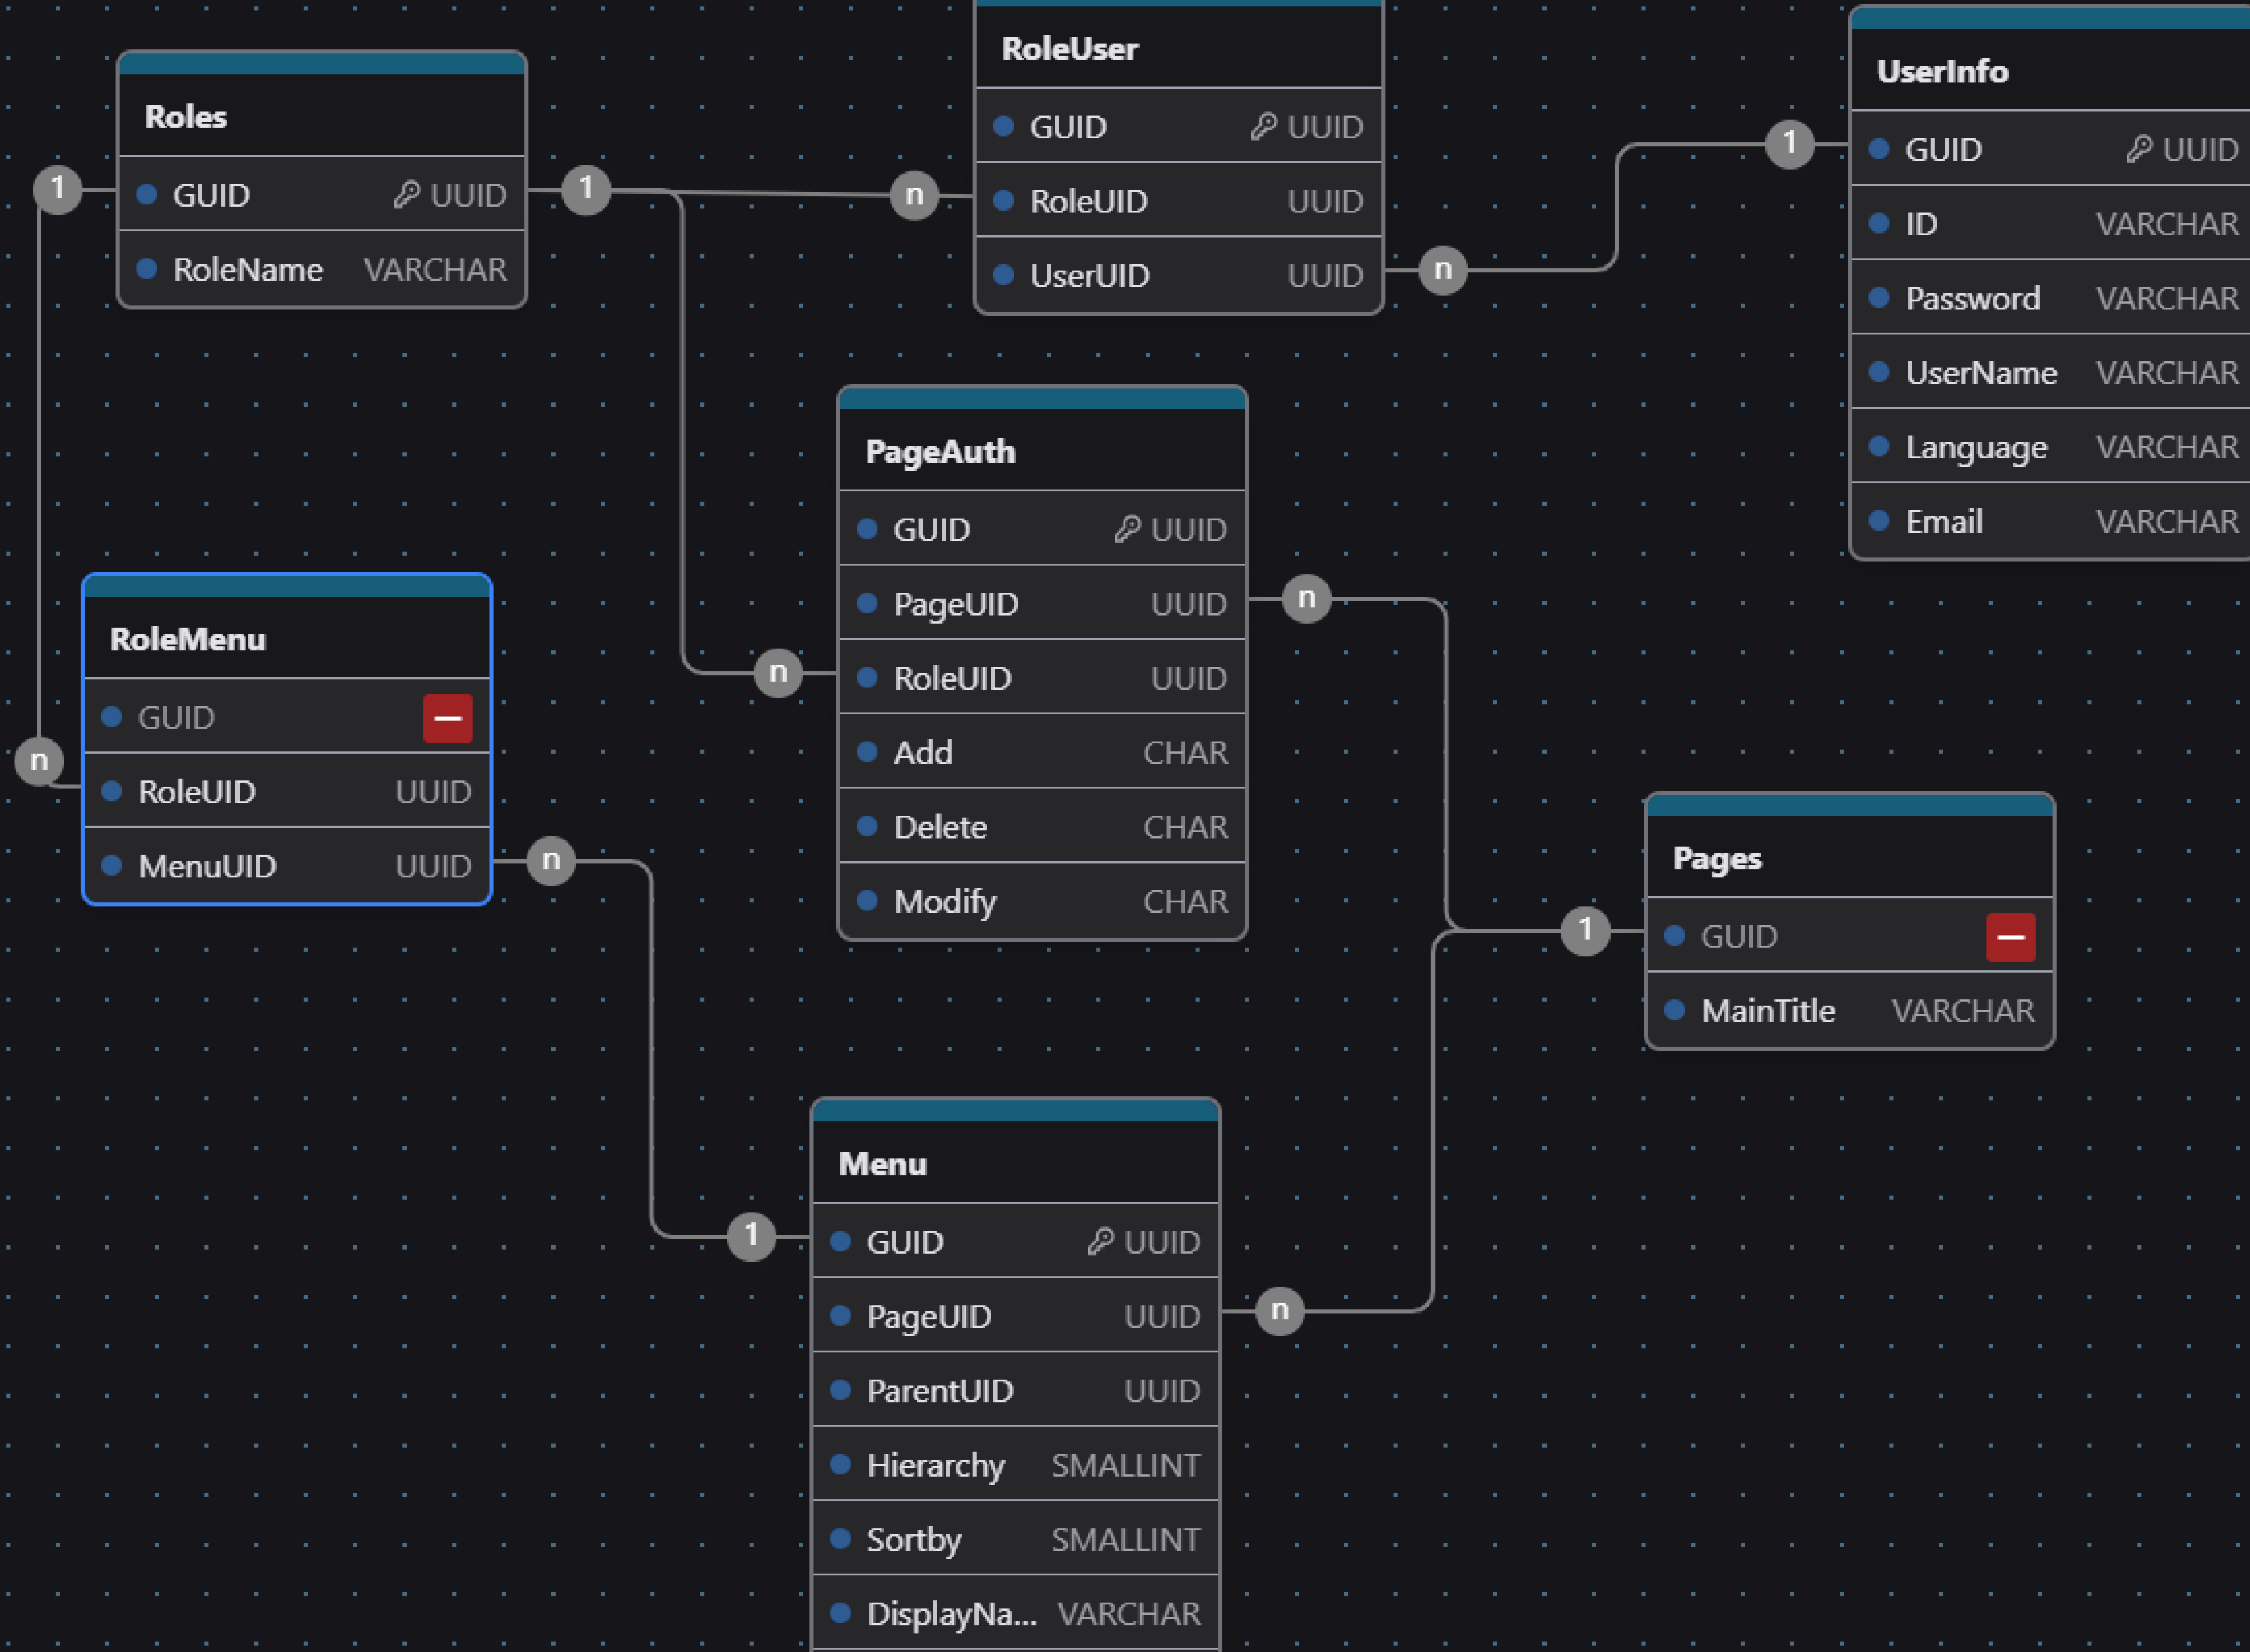 Roles
GUID UUID
RoleName VARCHAR
1
1
n
RoleUser
GUID UUID
RoleUID UUID
UserUID UUID
n
1
UserInfo
GUID UUID
ID VARCHAR
Password VARCHAR
UserName VARCHAR
Language VARCHAR
Email VARCHAR
PageAuth
GUID UUID
PageUID UUID
RoleUID UUID
Add CHAR
Delete CHAR
Modify CHAR
n
n
RoleMenu
GUID
RoleUID UUID
MenuUID UUID
n
n
1
Pages
GUID
MainTitle VARCHAR
1
Menu
GUID UUID
PageUID UUID
ParentUID UUID
Hierarchy SMALLINT
Sortby SMALLINT
DisplayNa... VARCHAR
n